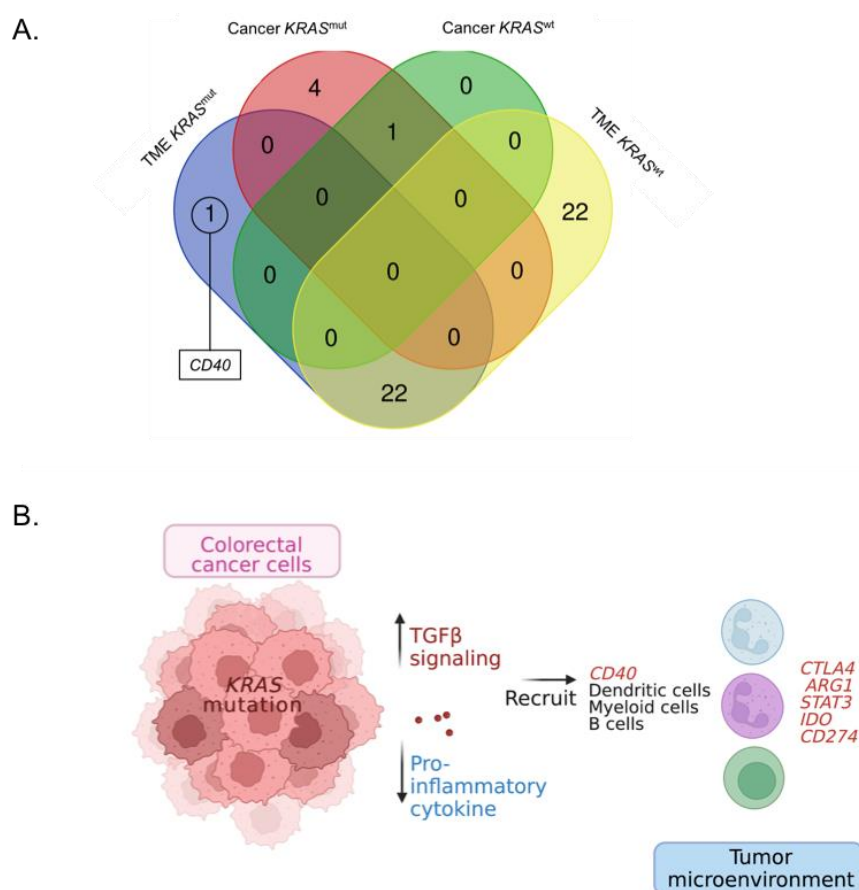 A.
Cancer KRASmut
Cancer KRASwt
TME KRASmut
TME KRASwt
4
0
0
1
0
1
0
0
22
0
0
0
0
0
CD40
22
B.
Colorectal
cancer cells
KRAS
mutation
TGFβ
signaling
Pro-
inflammatory
cytokine
Recruit
CD40
Dendritic cells
Myeloid cells
B cells
CTLA4
ARG1
STAT3
IDO
CD274
Tumor
microenvironment